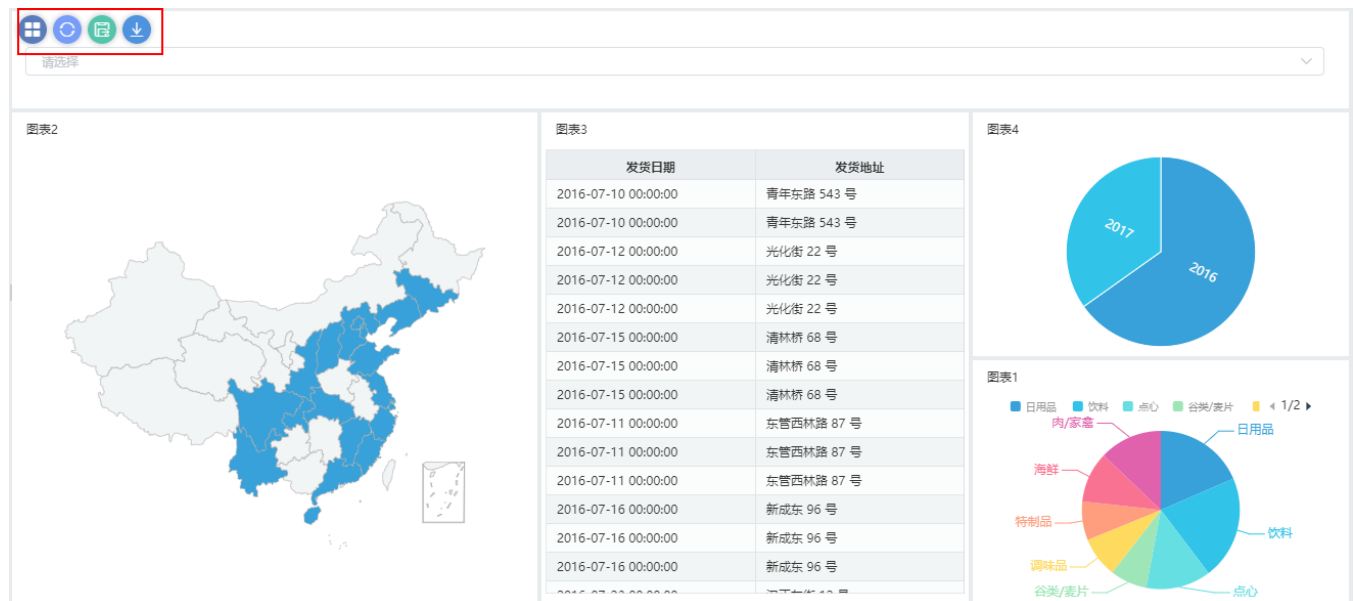 请选择
图表2
图表3
发货日期 发货地址
2016-07-10 00:00:00 青年东路 543 号
2016-07-10 00:00:00 青年东路 543 号
2016-07-12 00:00:00 光化街 22 号
2016-07-12 00:00:00 光化街 22 号
2016-07-12 00:00:00 光化街 22 号
2016-07-15 00:00:00 清林桥 68 号
2016-07-15 00:00:00 清林桥 68 号
2016-07-15 00:00:00 清林桥 68 号
2016-07-11 00:00:00 东管西林路 87 号
2016-07-11 00:00:00 东管西林路 87 号
2016-07-11 00:00:00 东管西林路 87 号
2016-07-16 00:00:00 新成东 96 号
2016-07-16 00:00:00 新成东 96 号
2016-07-16 00:00:00 新成东 96 号
图表4
2017
2016
图表1
日用品 饮料 点心 谷类/麦片 1/2
肉/家禽
日用品
海鲜
特制品
饮料
调味品
谷类/麦片
点心